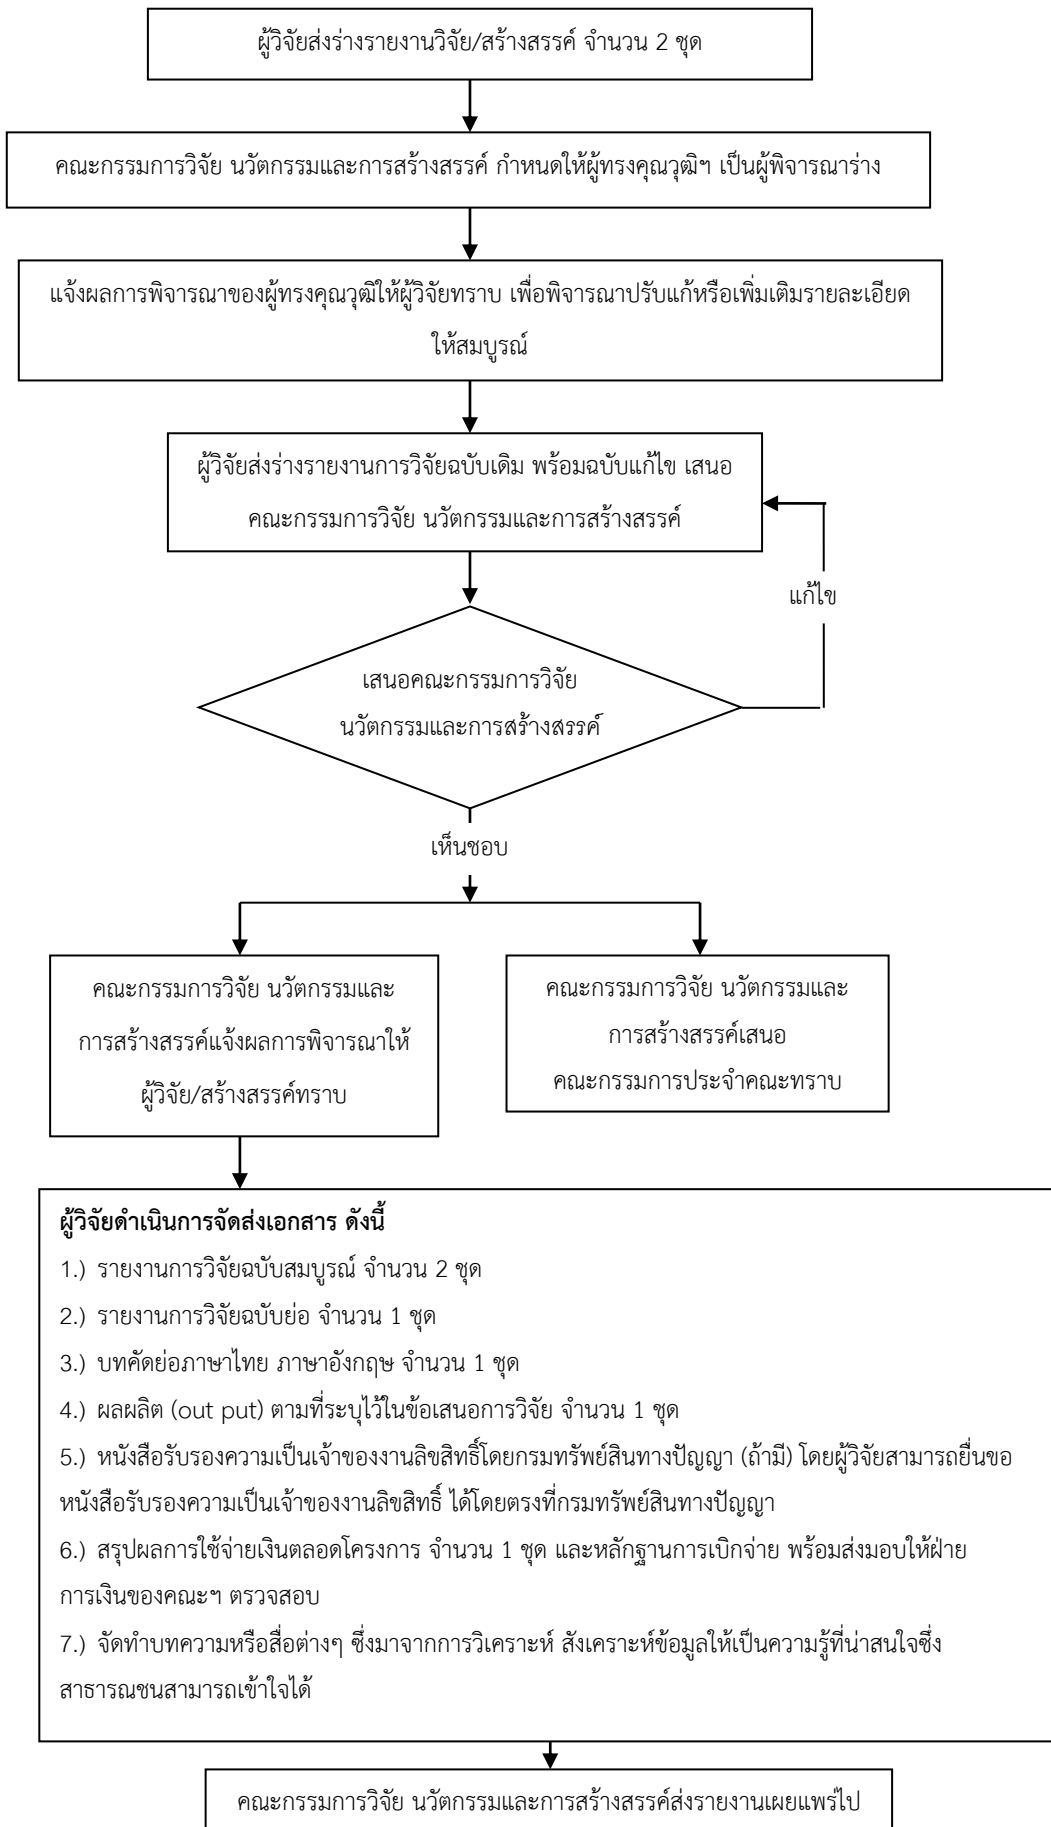 ผู้วิจัยส่งร่างรายงานวิจัย/สร้างสรรค์ จำนวน 2 ชุด
คณะกรรมการวิจัย นวัตกรรมและการสร้างสรรค์ กำหนดให้ผู้ทรงคุณวุฒิฯ เป็นผู้พิจารณาร่าง
แจ้งผลการพิจารณาของผู้ทรงคุณวุฒิให้ผู้วิจัยทราบ เพื่อพิจารณาปรับแก้หรือเพิ่มเติมรายละเอียด
ให้สมบูรณ์
ผู้วิจัยส่งร่างรายงานการวิจัยฉบับเดิม พร้อมฉบับแก้ไข เสนอ
คณะกรรมการวิจัย นวัตกรรมและการสร้างสรรค์
แก้ไข
เสนอคณะกรรมการวิจัย
นวัตกรรมและการสร้างสรรค์
เห็นชอบ
คณะกรรมการวิจัย นวัตกรรมและ
การสร้างสรรค์แจ้งผลการพิจารณาให้
ผู้วิจัย/สร้างสรรค์ทราบ
คณะกรรมการวิจัย นวัตกรรมและ
การสร้างสรรค์เสนอ
คณะกรรมการประจำคณะทราบ
ผู้วิจัยดำเนินการจัดส่งเอกสาร ดังนี้
1.) รายงานการวิจัยฉบับสมบูรณ์ จำนวน 2 ชุด
2.) รายงานการวิจัยฉบับย่อ จำนวน 1 ชุด
3.) บทคัดย่อภาษาไทย ภาษาอังกฤษ จำนวน 1 ชุด
4.) ผลผลิต (out put) ตามที่ระบุไว้ในข้อเสนอการวิจัย จำนวน 1 ชุด
5.) หนังสือรับรองความเป็นเจ้าของงานลิขสิทธิ์โดยกรมทรัพย์สินทางปัญญา (ถ้ามี) โดยผู้วิจัยสามารถยื่นขอ
หนังสือรับรองความเป็นเจ้าของงานลิขสิทธิ์ ได้โดยตรงที่กรมทรัพย์สินทางปัญญา
6.) สรุปผลการใช้จ่ายเงินตลอดโครงการ จำนวน 1 ชุด และหลักฐานการเบิกจ่าย พร้อมส่งมอบให้ฝ่าย
การเงินของคณะฯ ตรวจสอบ
7.) จัดทำบทความหรือสื่อต่างๆ ซึ่งมาจากการวิเคราะห์ สังเคราะห์ข้อมูลให้เป็นความรู้ที่น่าสนใจซึ่ง
สาธารณชนสามารถเข้าใจได้
คณะกรรมการวิจัย นวัตกรรมและการสร้างสรรค์ส่งรายงานเผยแพร่ไป